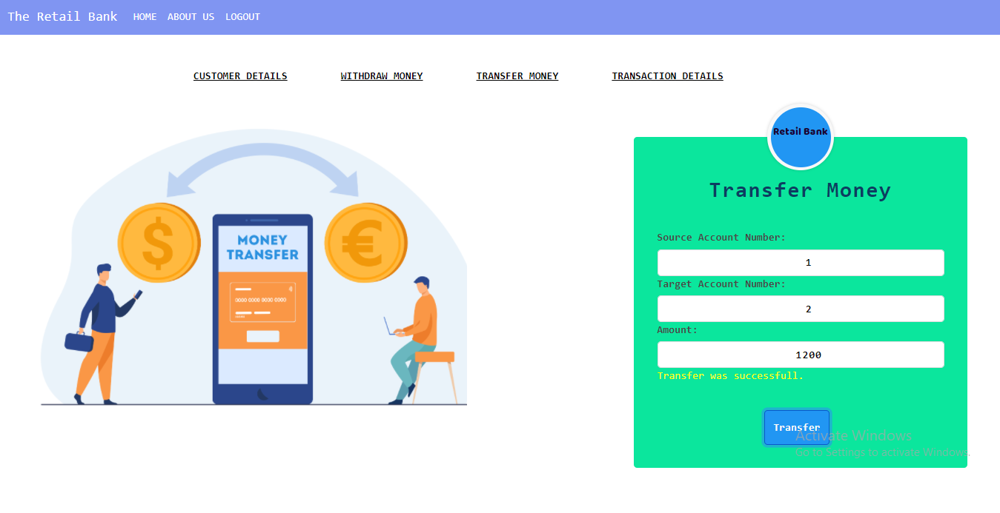 The Retail Bank HOME ABOUT US LOGOUT
CUSTOMER DETAILS WITHDRAW MONEY TRANSFER MONEY TRANSACTION DETAILS
$
€
MONEY
TRANSFER
0000 0000 0000 0000
Retail Bank
Transfer Money
Source Account Number:
1
Target Account Number:
2
Amount:
1200
Transfer was successfull.
Transfer
Activate Windows
Go to Settings to activate Windows.